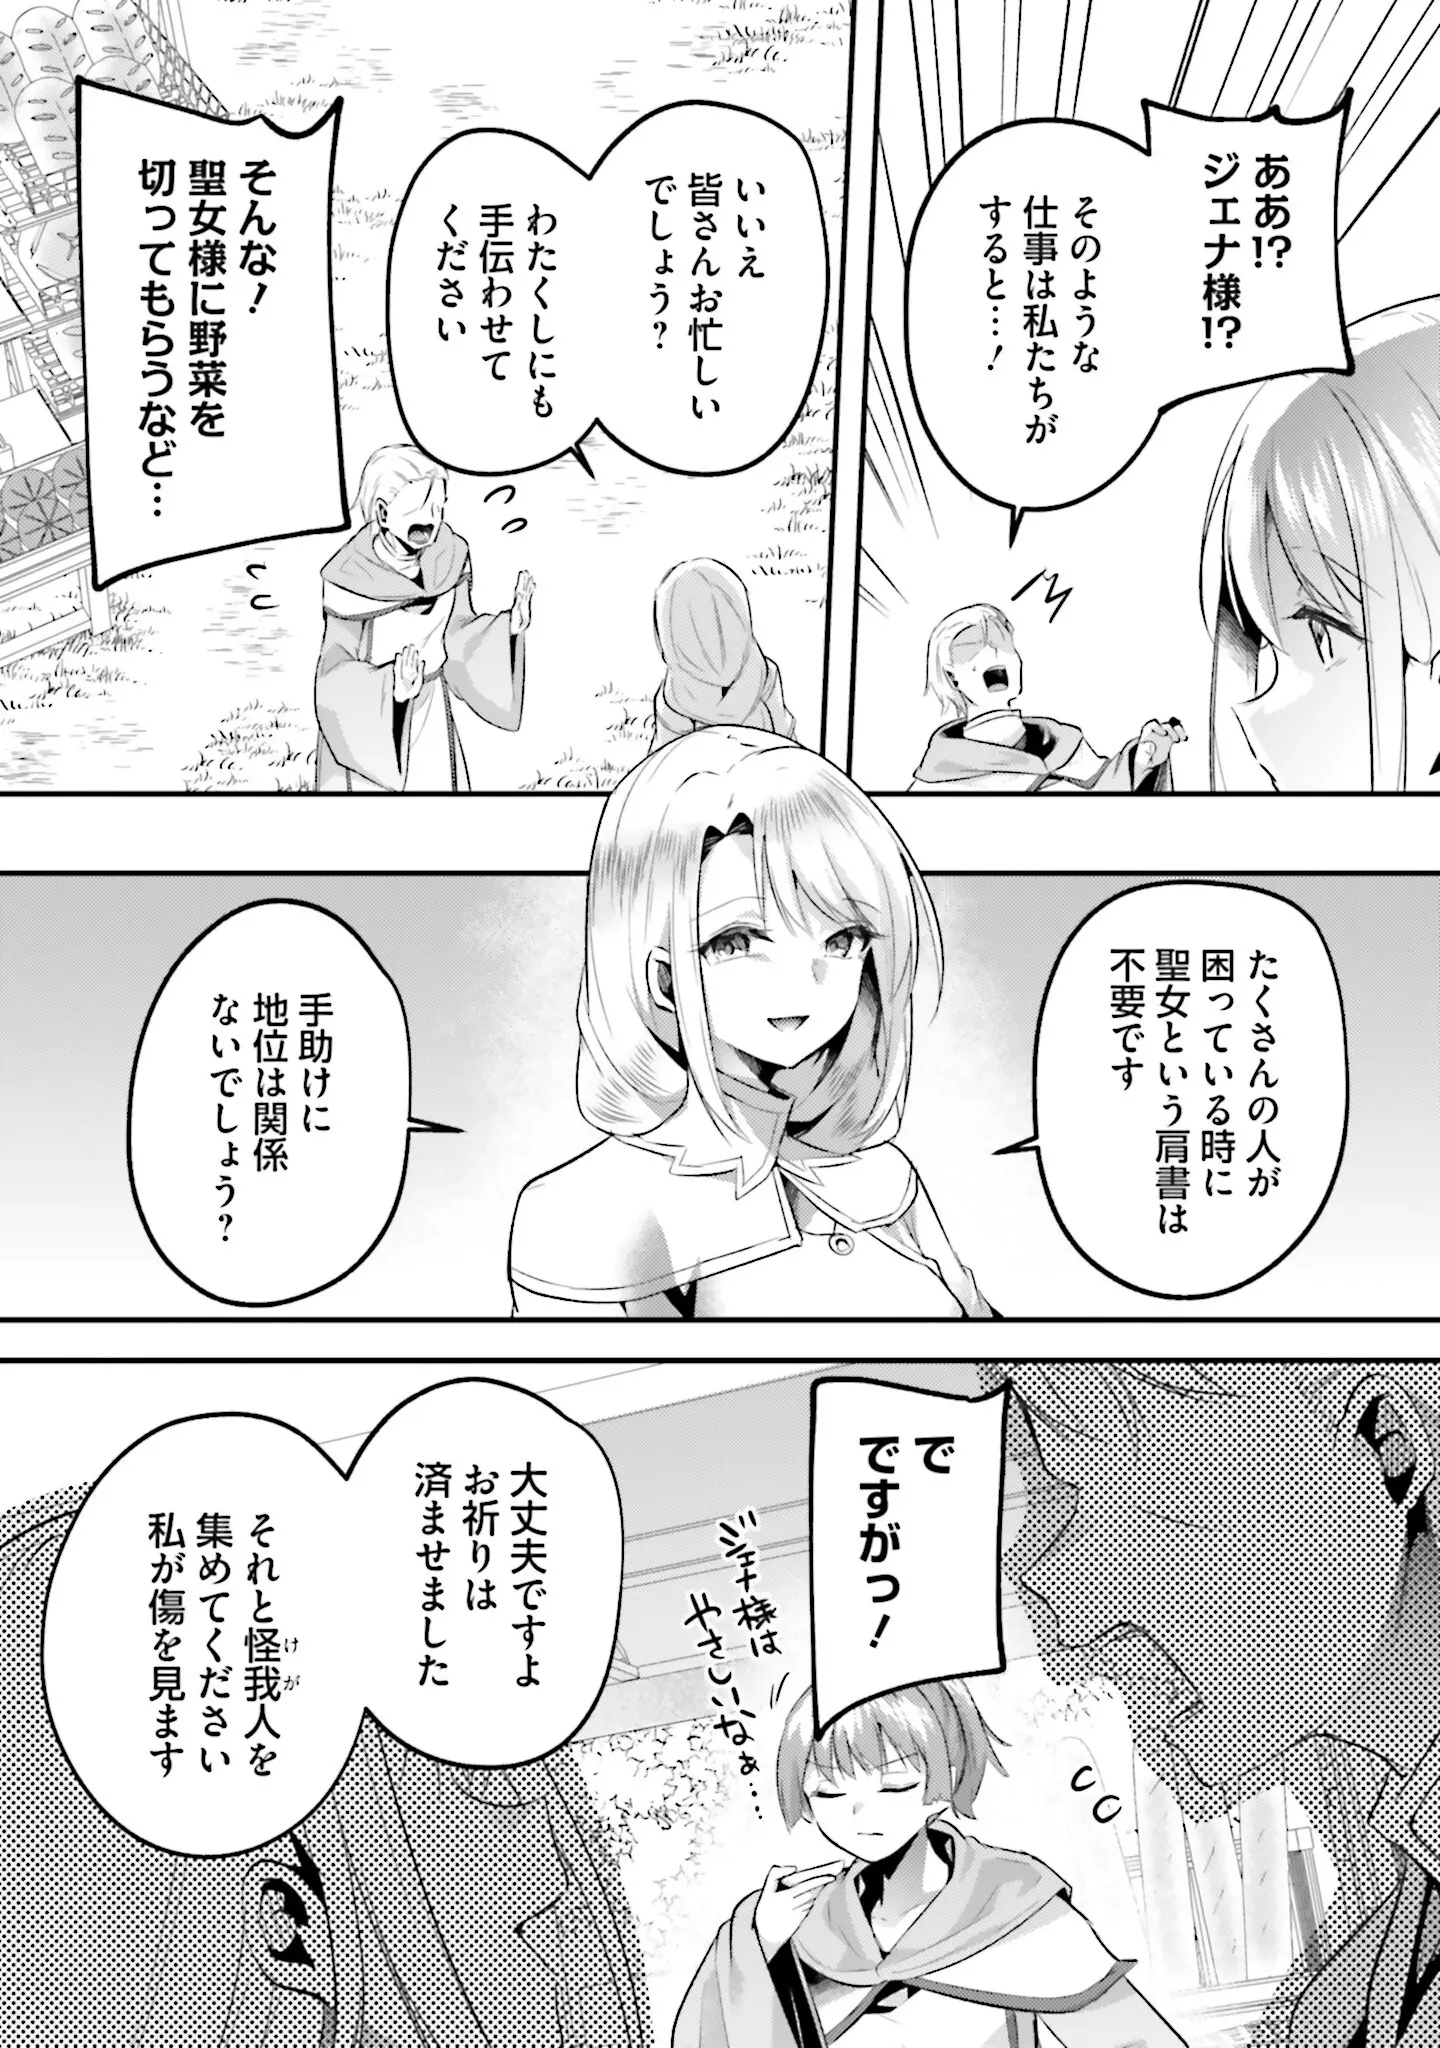 ああ!?
ジェナ様!?
そのような
仕事は私たちが
すると…!
いいえ
皆さんお忙しい
でしょう?
わたくしにも
手伝わせて
ください
そんな!
聖女様に野菜を
切ってもらうなど…
たくさんの人が
困っている時に
聖女という肩書は
不要です
手助けに
地位は関係
ないでしょう?
で
ですがっ!
ジェナ様は
やさしいねぁ…
大丈夫ですよ
お祈りは
済ませました
それと怪我人を
けが
集めてください
私が傷を見ます